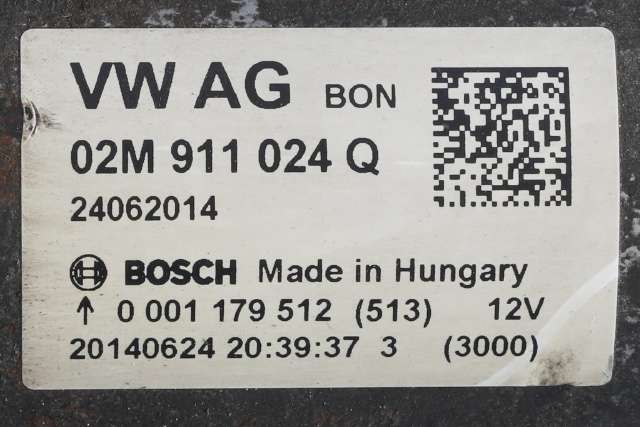 VW AG BON
02M 911 024 Q
24062014
BOSCH Made in Hungary
↑ 0 001 179 512 (513) 12V
20140624 20:39:37 3 (3000)